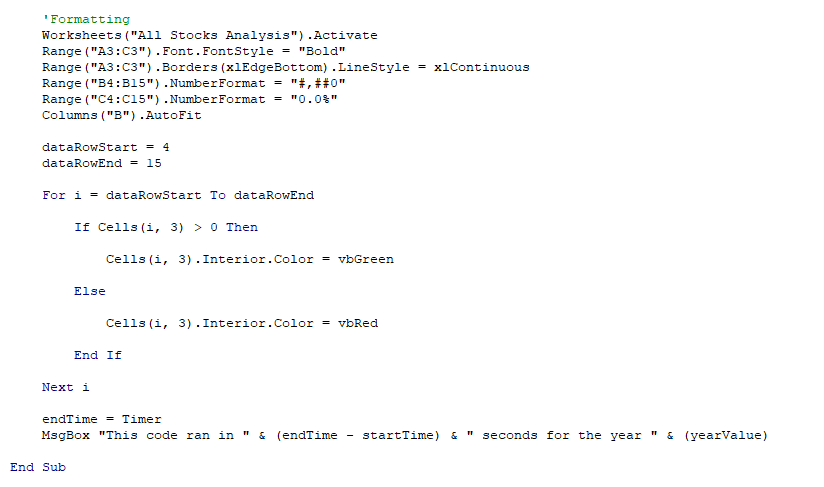 'Formatting
Worksheets("All Stocks Analysis").Activate
Range("A3:C3").Font.FontStyle = "Bold"
Range("A3:C3").Borders(xlEdgeBottom).LineStyle = xlContinuous
Range("B4:B15").NumberFormat = "#,##0"
Range("C4:C15").NumberFormat = "0.0%"
Columns("B").AutoFit
dataRowStart = 4
dataRowEnd = 15
For i = dataRowStart To dataRowEnd
If Cells(i, 3) > 0 Then
Cells(i, 3).Interior.Color = vbGreen
Else
Cells(i, 3).Interior.Color = vbRed
End If
Next i
endTime = Timer
MsgBox "This code ran in " & (endTime - startTime) & " seconds for the year " & (yearValue)
End Sub